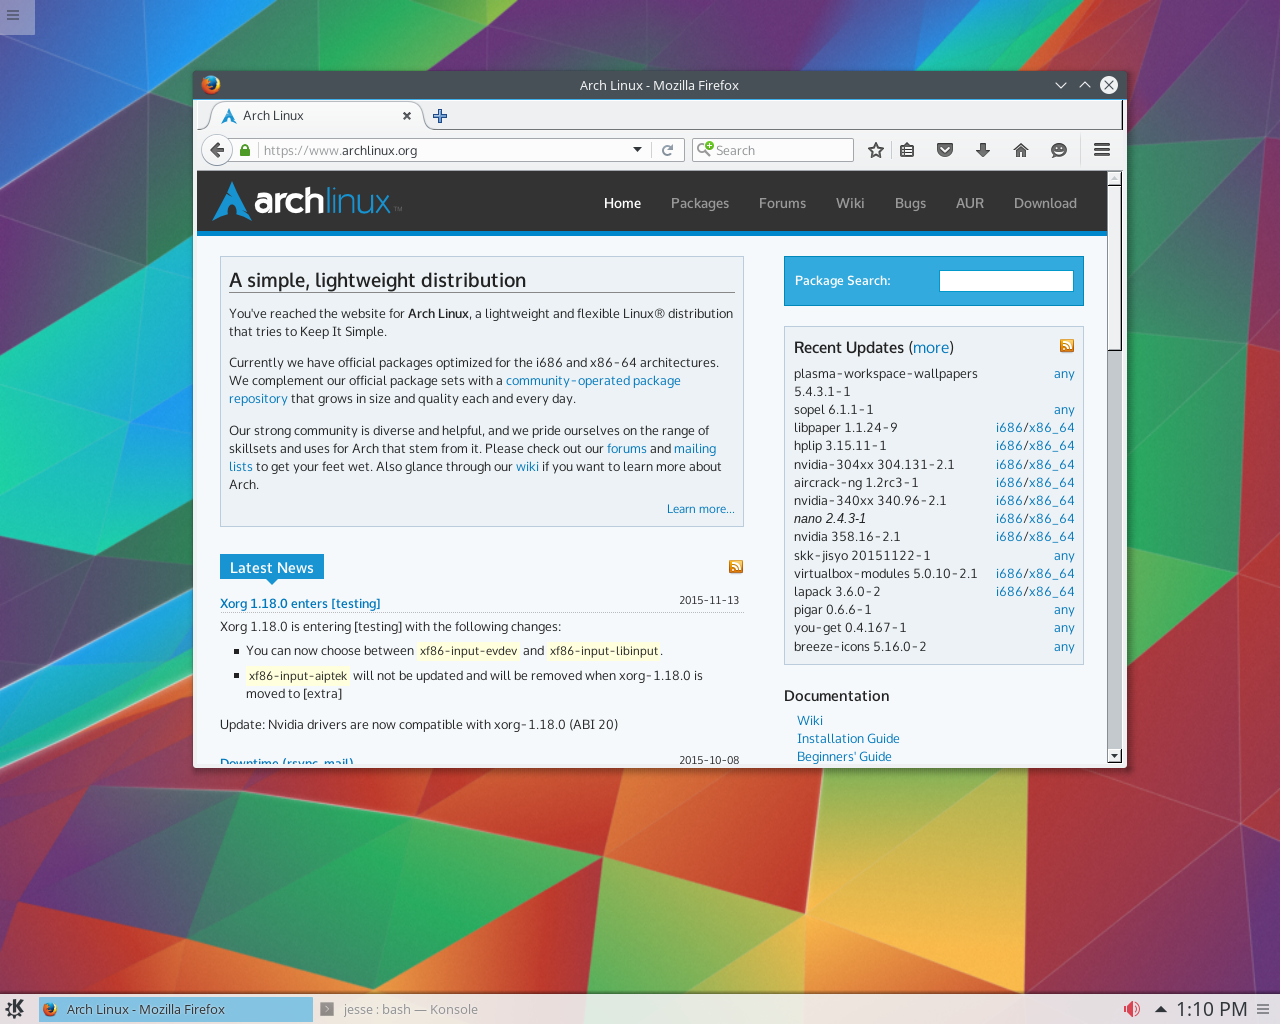 Arch Linux - Mozilla Firefox
Arch Linux
https://www.archlinux.org
Search
archlinux™
Home Packages Forums Wiki Bugs AUR Download
A simple, lightweight distribution
You've reached the website for Arch Linux, a lightweight and flexible Linux® distribution
that tries to Keep It Simple.
Currently we have official packages optimized for the i686 and x86-64 architectures.
We complement our official package sets with a community-operated package
repository that grows in size and quality each and every day.
Our strong community is diverse and helpful, and we pride ourselves on the range of
skillsets and uses for Arch that stem from it. Please check out our forums and mailing
lists to get your feet wet. Also glance through our wiki if you want to learn more about
Arch.
Learn more...
Latest News
Xorg 1.18.0 enters [testing] 2015-11-13
Xorg 1.18.0 is entering [testing] with the following changes:
You can now choose between xf86-input-evdev and xf86-input-libinput.
xf86-input-aiptek will not be updated and will be removed when xorg-1.18.0 is
moved to [extra]
Update: Nvidia drivers are now compatible with xorg-1.18.0 (ABI 20)
Downtime (rsync, mail) 2015-10-08
Package Search:
Recent Updates (more)
plasma-workspace-wallpapers any
5.4.3.1-1
sopel 6.1.1-1 any
libpaper 1.1.24-9 i686/x86_64
hplip 3.15.11-1 i686/x86_64
nvidia-304xx 304.131-2.1 i686/x86_64
aircrack-ng 1.2rc3-1 i686/x86_64
nvidia-340xx 340.96-2.1 i686/x86_64
nano 2.4.3-1 i686/x86_64
nvidia 358.16-2.1 i686/x86_64
skk-jisyo 20151122-1 any
virtualbox-modules 5.0.10-2.1 i686/x86_64
lapack 3.6.0-2 i686/x86_64
pigar 0.6.6-1 any
you-get 0.4.167-1 any
breeze-icons 5.16.0-2 any
Documentation
Wiki
Installation Guide
Beginners' Guide
Arch Linux - Mozilla Firefox
jesse : bash — Konsole
1:10 PM